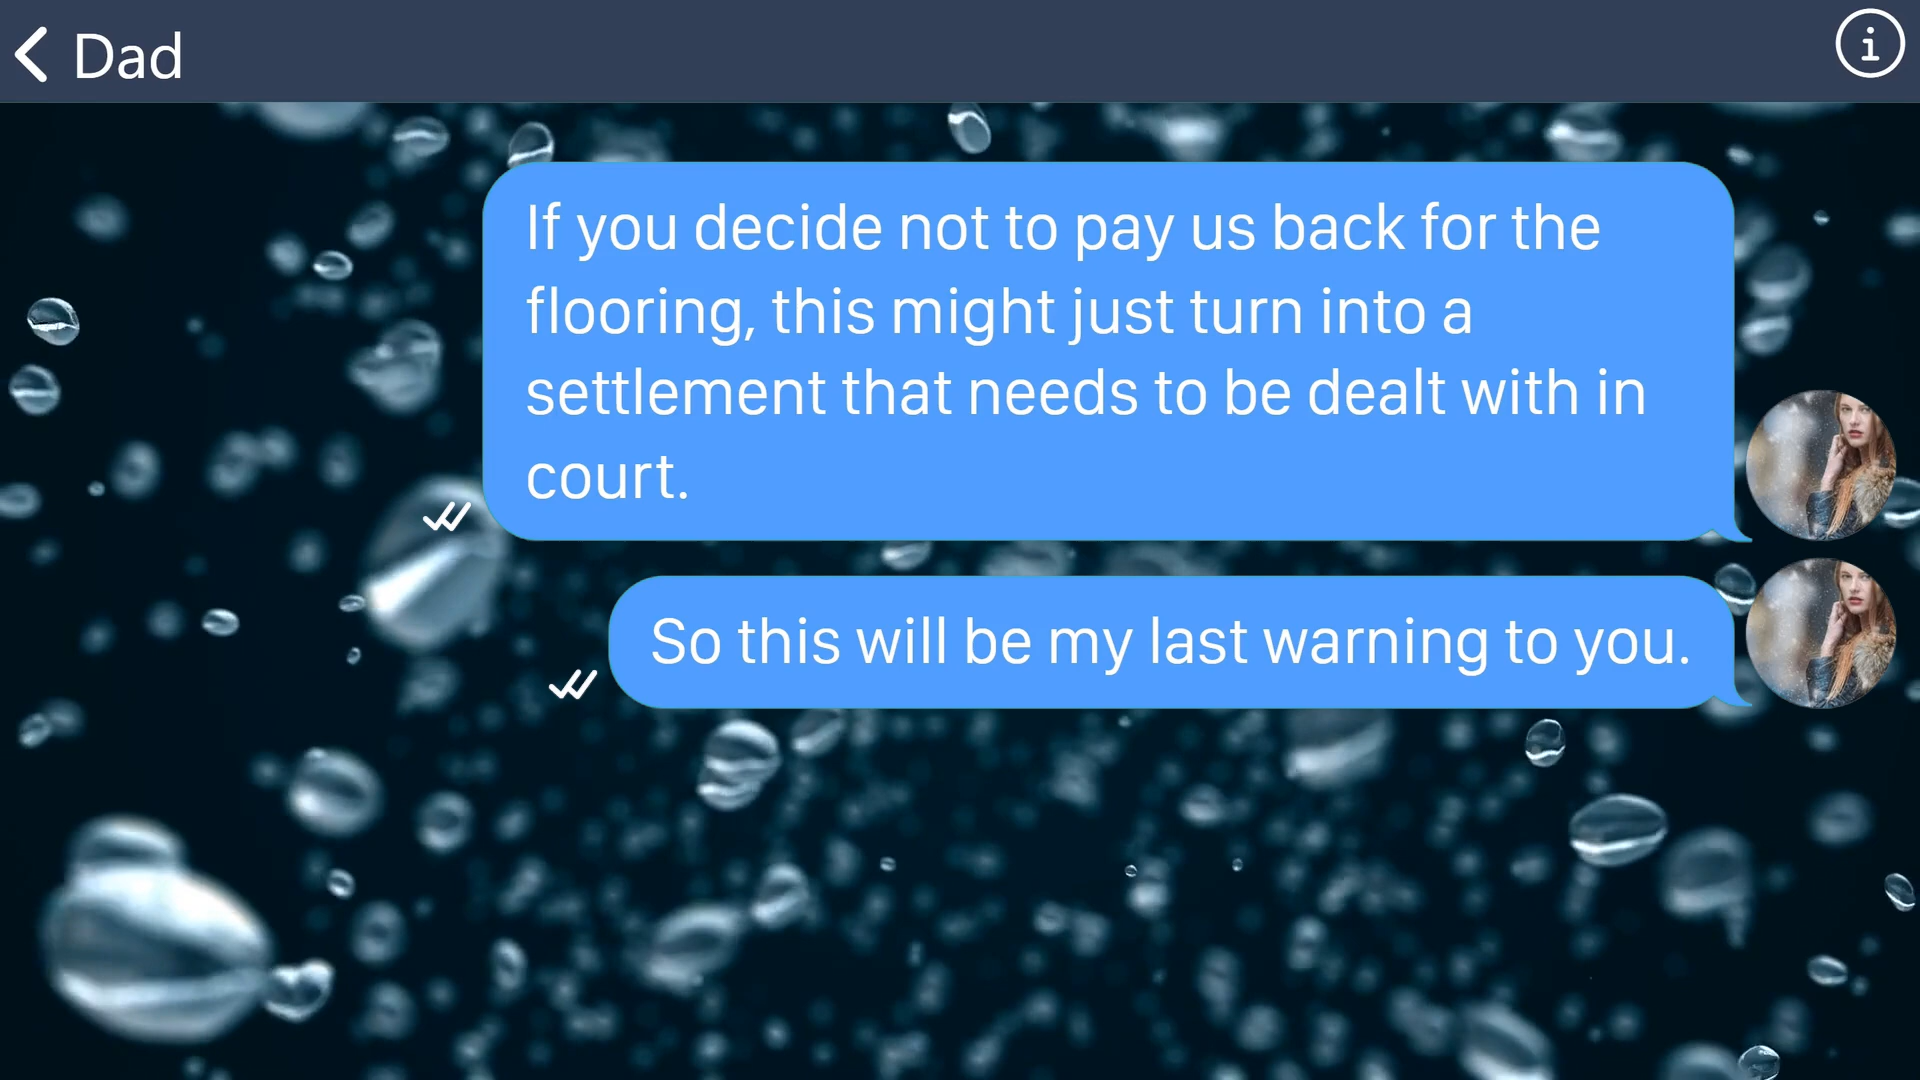 Dad
If you decide not to pay us back for the
flooring, this might just turn into a
settlement that needs to be dealt with in
court.
So this will be my last warning to you.